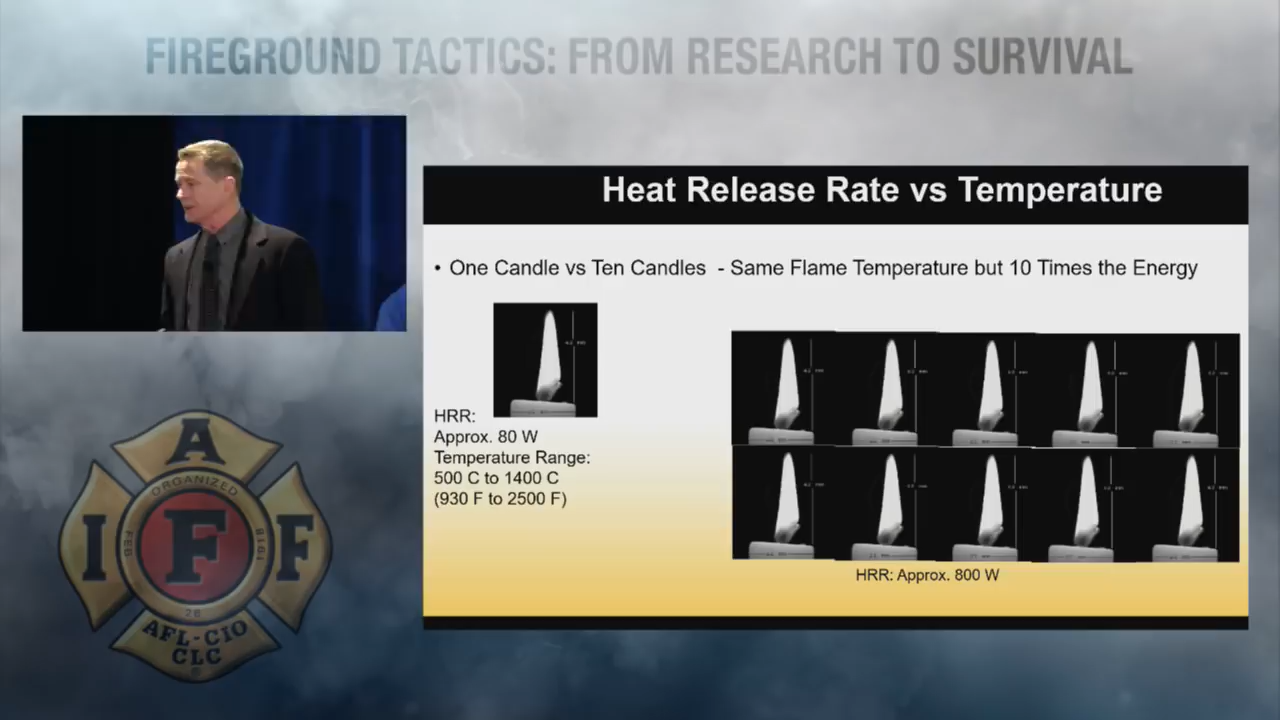 FIREGROUND TACTICS: FROM RESEARCH TO SURVIVAL
Heat Release Rate vs Temperature
• One Candle vs Ten Candles - Same Flame Temperature but 10 Times the Energy
HRR:
Approx. 80 W
Temperature Range:
500 C to 1400 C
(930 F to 2500 F)
HRR: Approx. 800 W
A
ORGANIZED
I
FEB
F
28
1918
F
AFL-CIO
CLC